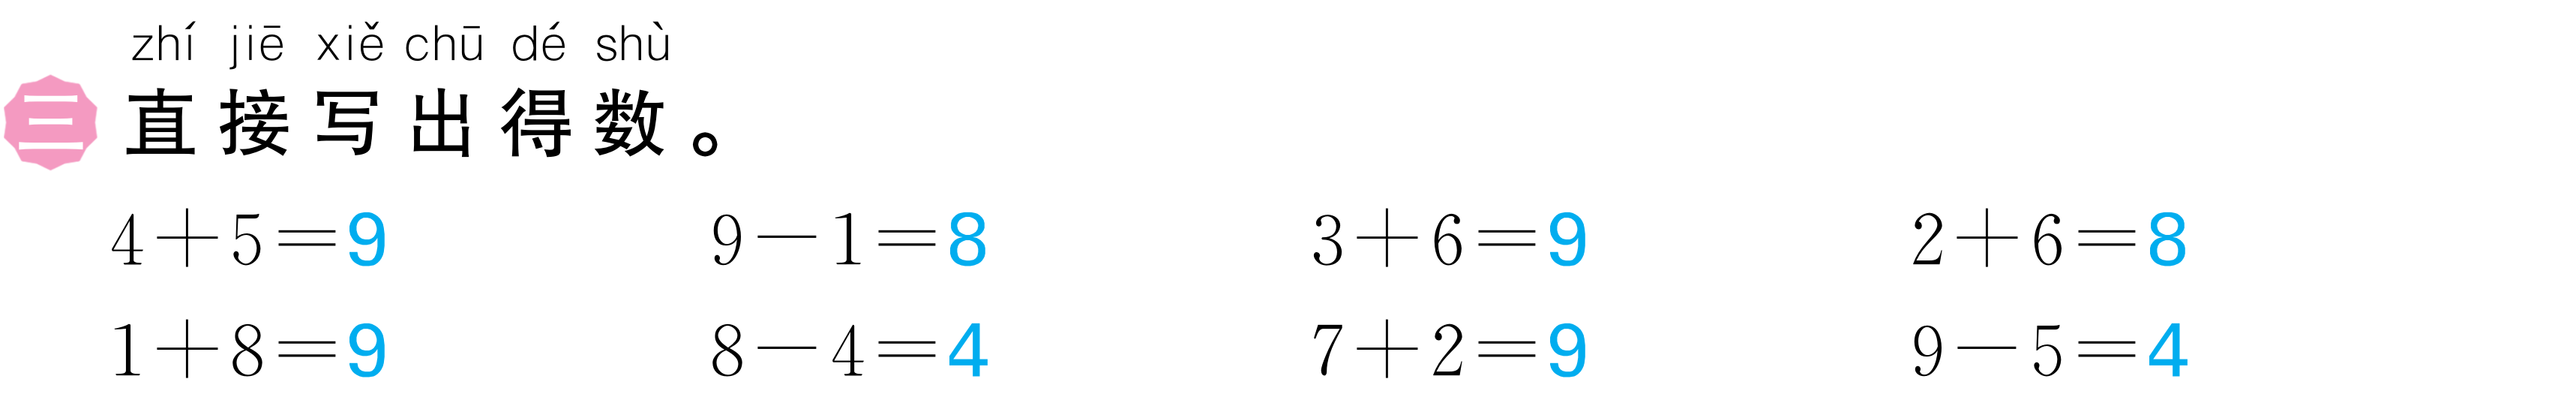 zhí jiē xiě chū dé shù
三 直接写出得数。
4+5=9 9-1=8 3+6=9 2+6=8
1+8=9 8-4=4 7+2=9 9-5=4